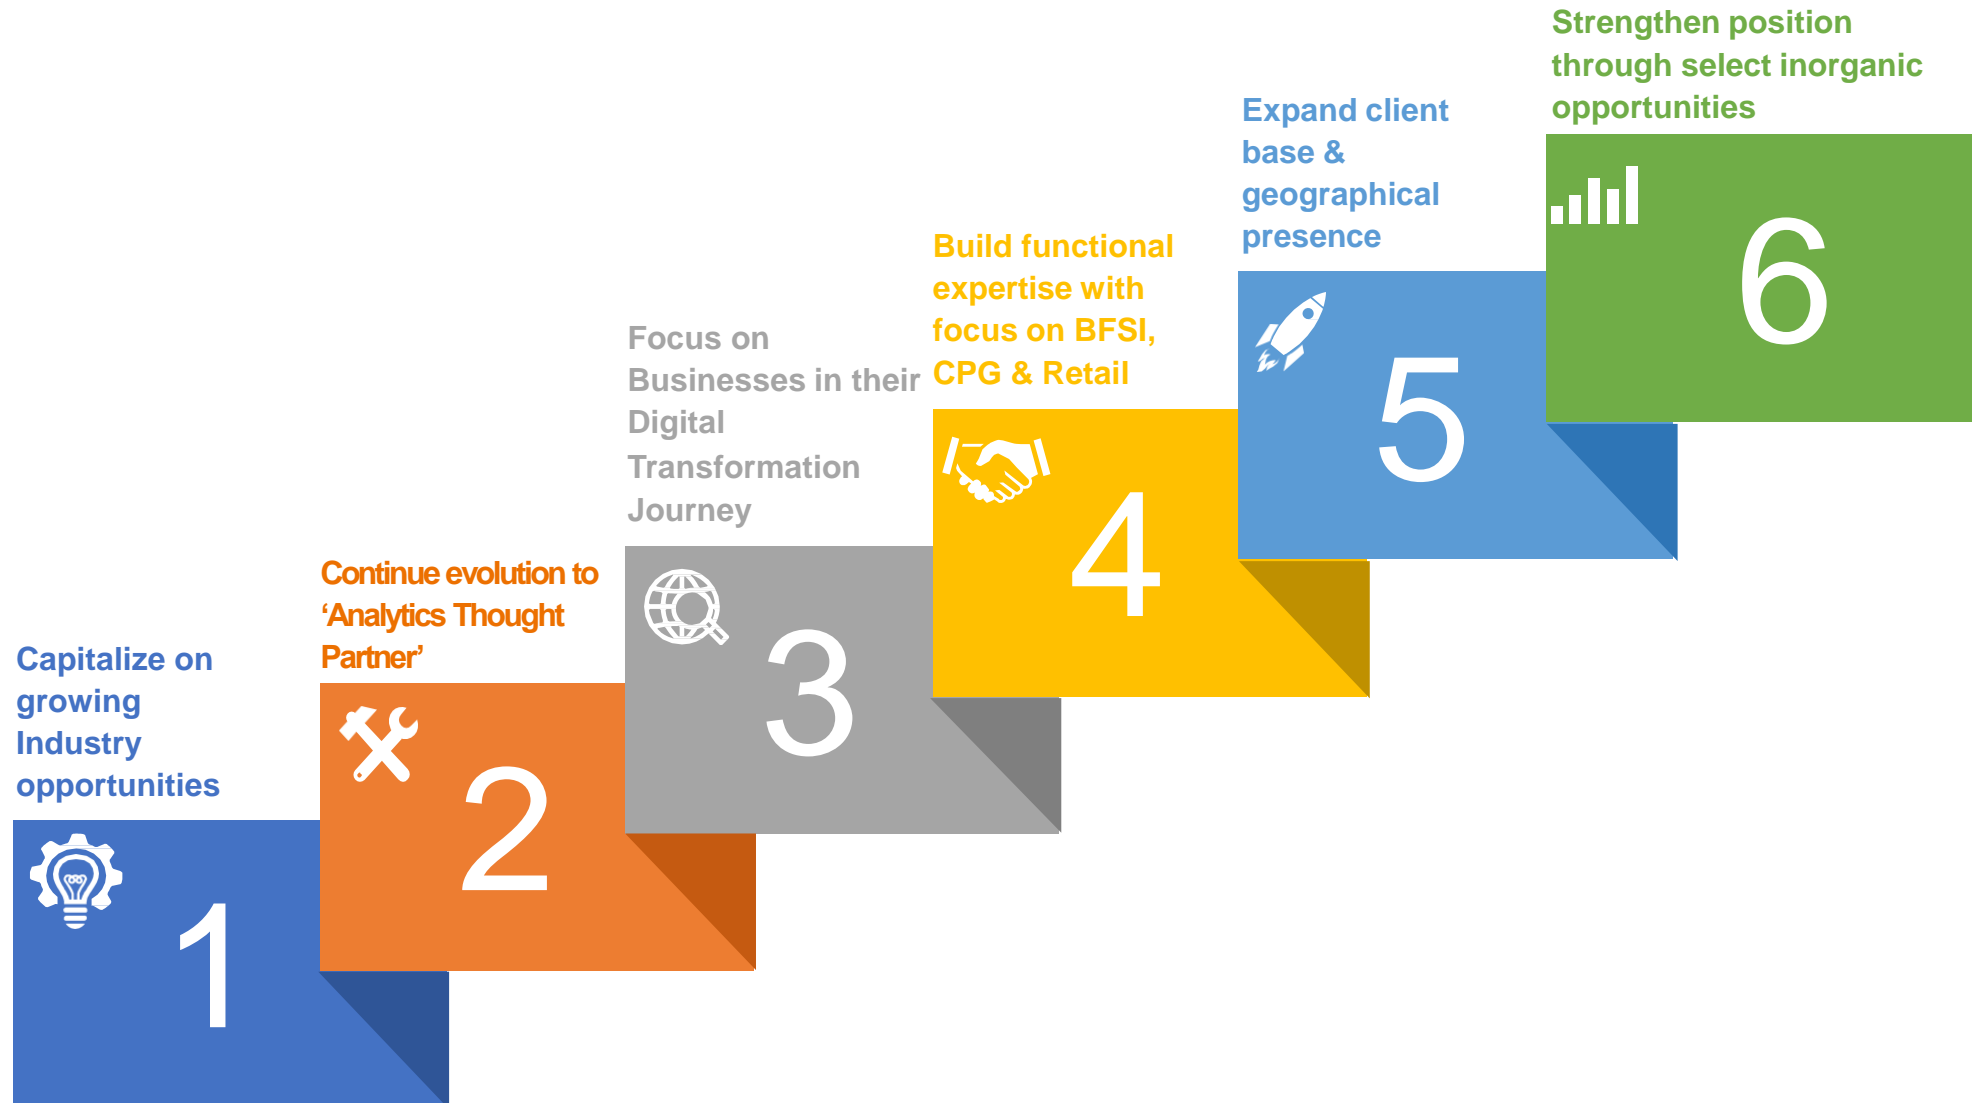 Capitalize on
growing
Industry
opportunities
1
Continue evolution to
‘Analytics Thought
Partner’
2
Focus on
Businesses in their
Digital
Transformation
Journey
3
Build functional
expertise with
focus on BFSI,
CPG & Retail
4
Expand client
base &
geographical
presence
5
Strengthen position
through select inorganic
opportunities
6